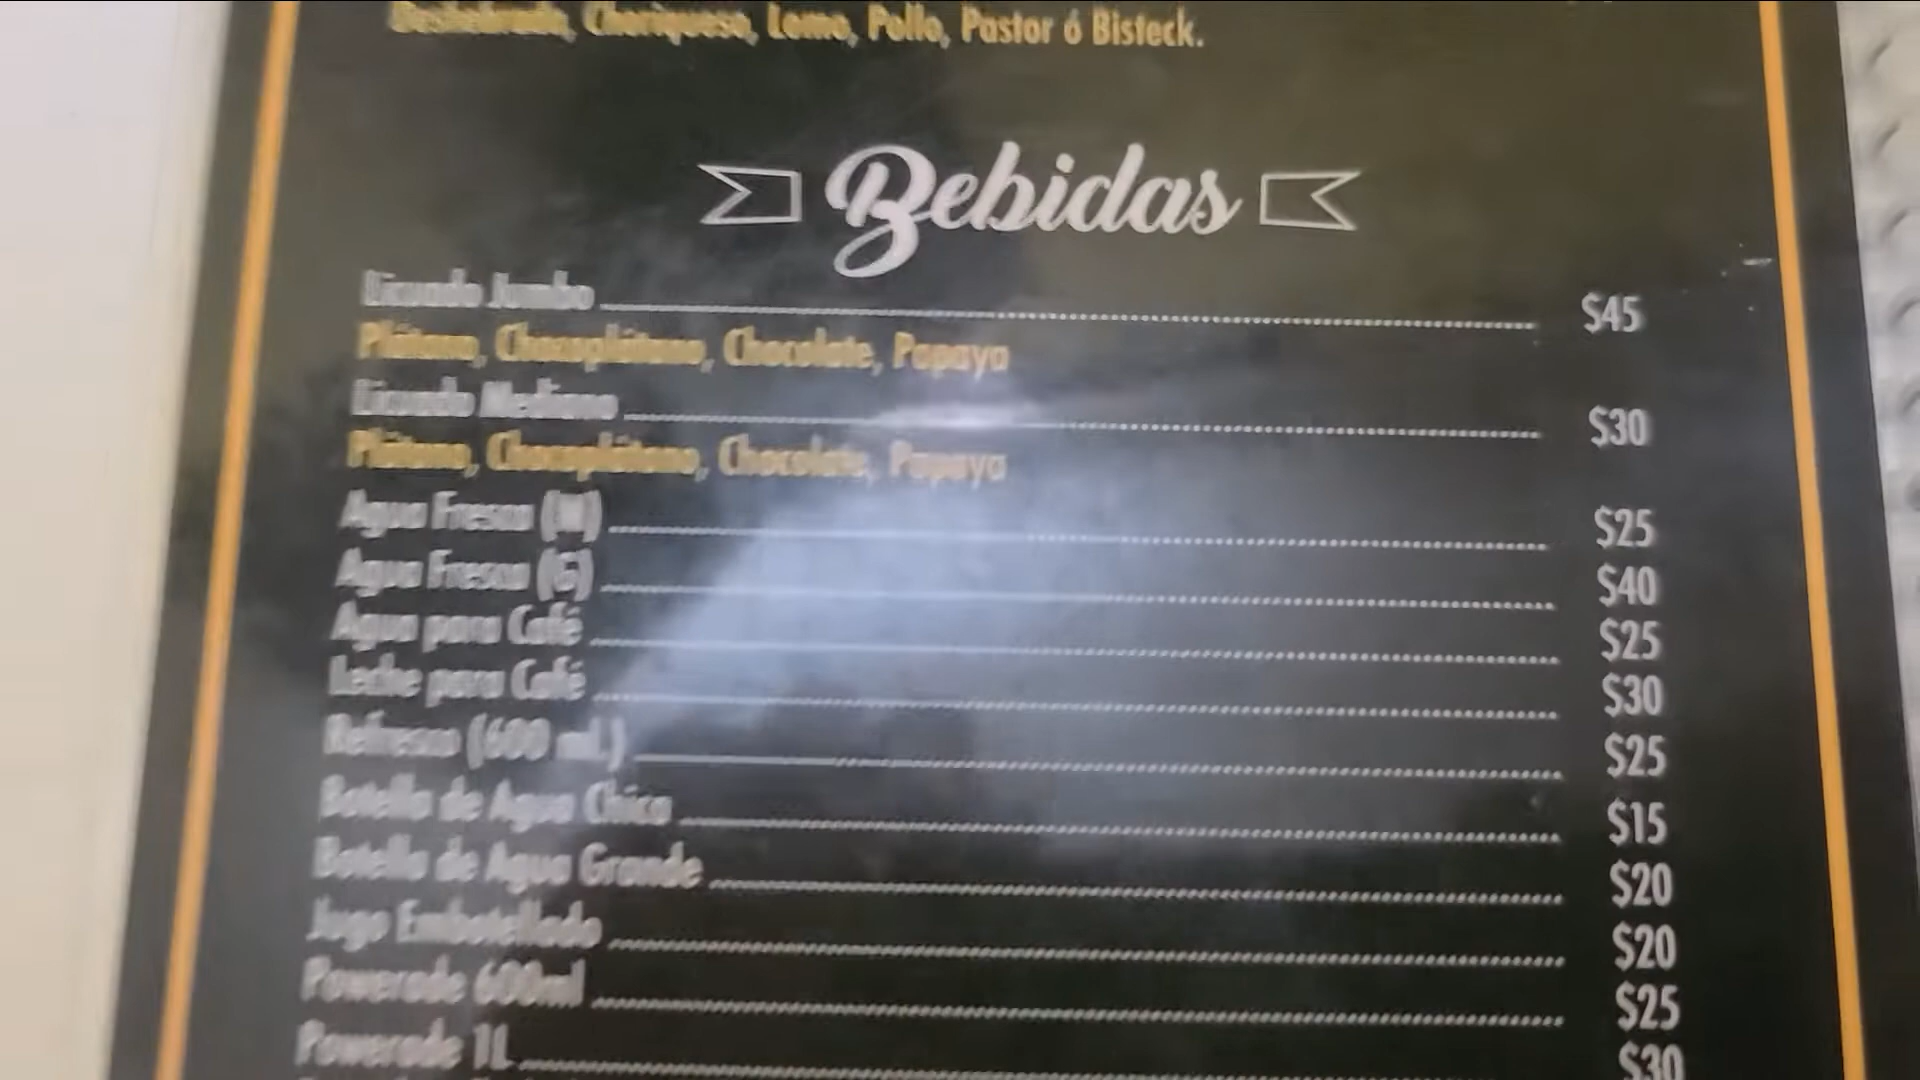 Deshebrada, Choriqueso, Lomo, Pollo, Pastor ó Bisteck.
Bebidas
Licuado Jumbo $45
Plátano, Chocoplátano, Chocolate, Papaya
Licuado Mediano $30
Plátano, Chocoplátano, Chocolate, Papaya
Agua Fresca (M) $25
Agua Fresca (G) $40
Agua para Café $25
Leche para Café $30
Refresco (600 ml.) $25
Botella de Agua Chica $15
Botella de Agua Grande $20
Jugo Embotellado $20
Powerade 600ml $25
Powerade 1L $30